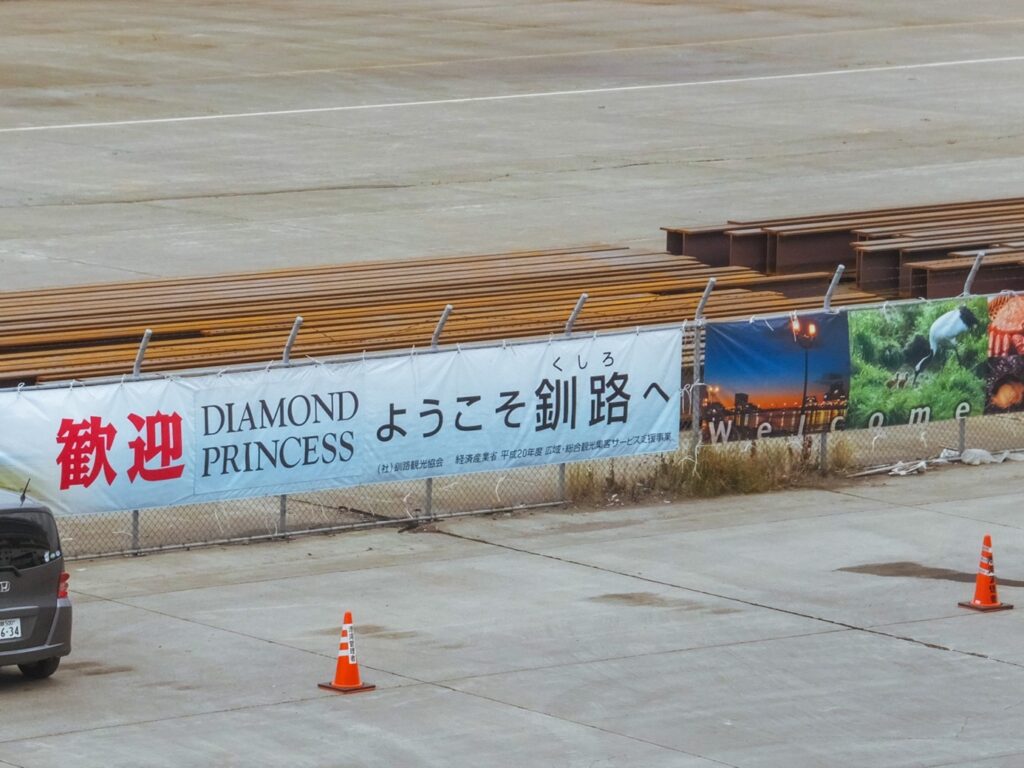 歓迎
DIAMOND
PRINCESS
くしろ
ようこそ釧路へ
(社)釧路観光協会 経済産業省 平成20年度 広域・総合観光集客サービス支援事業
welcome
6-34